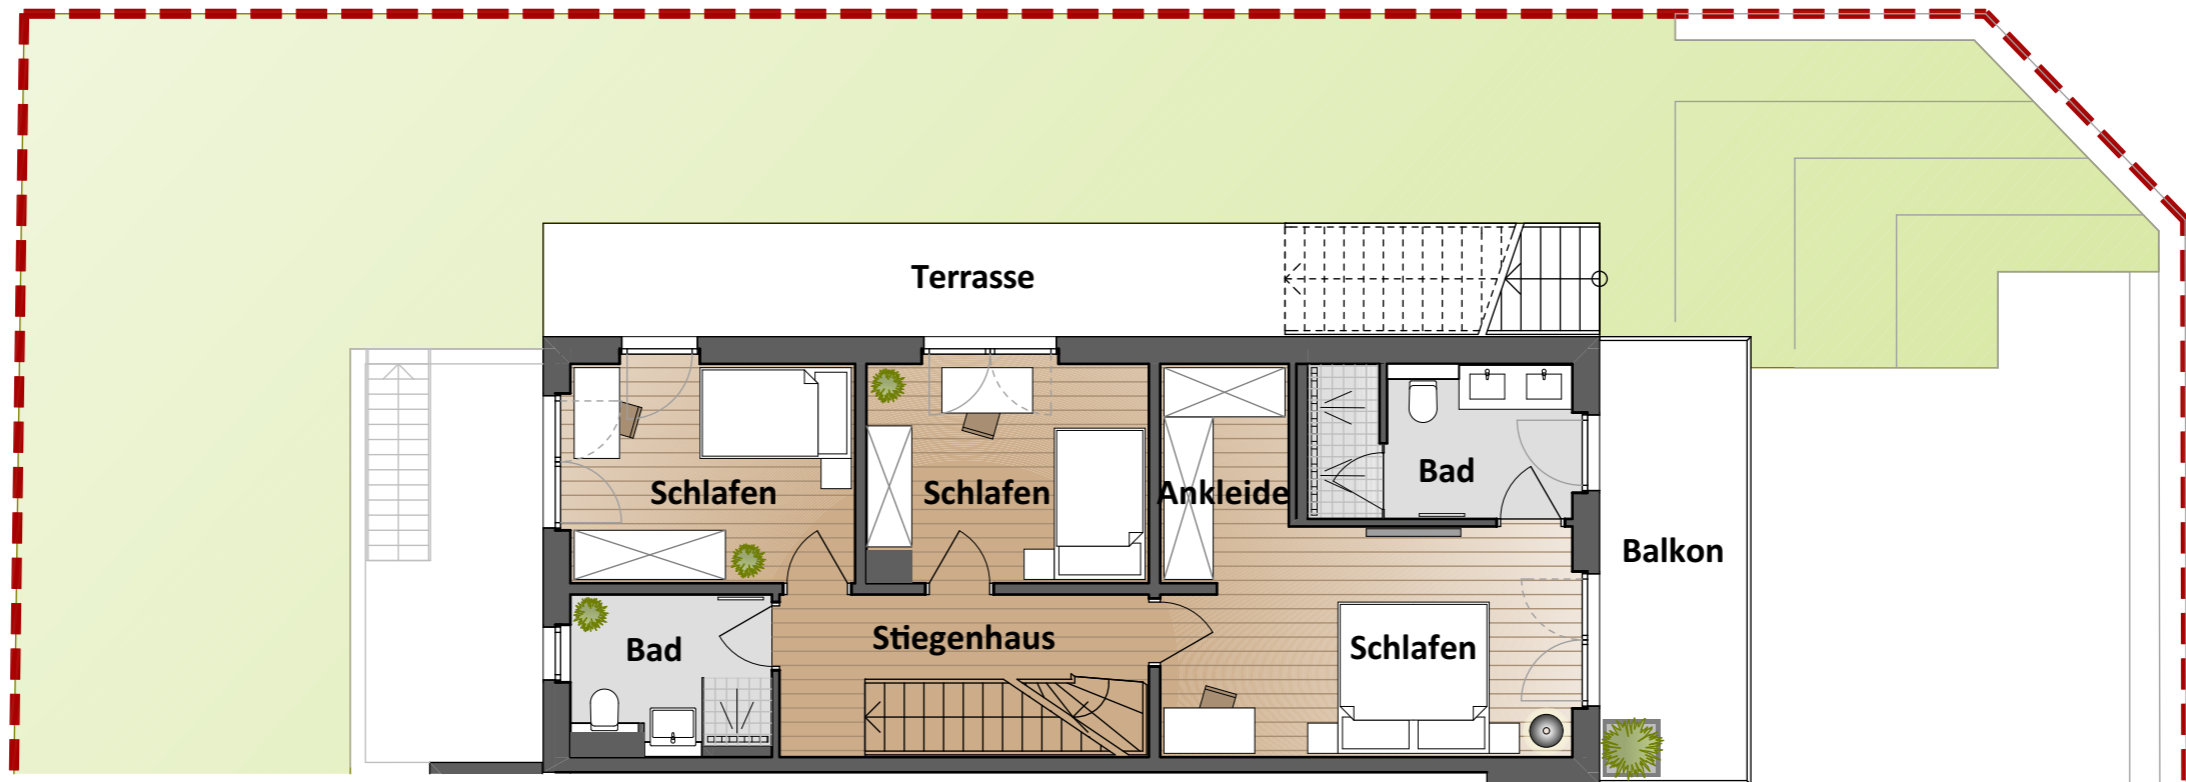 Terrasse
Schlafen
Schlafen
Ankleide
Bad
Balkon
Bad
Stiegenhaus
Schlafen